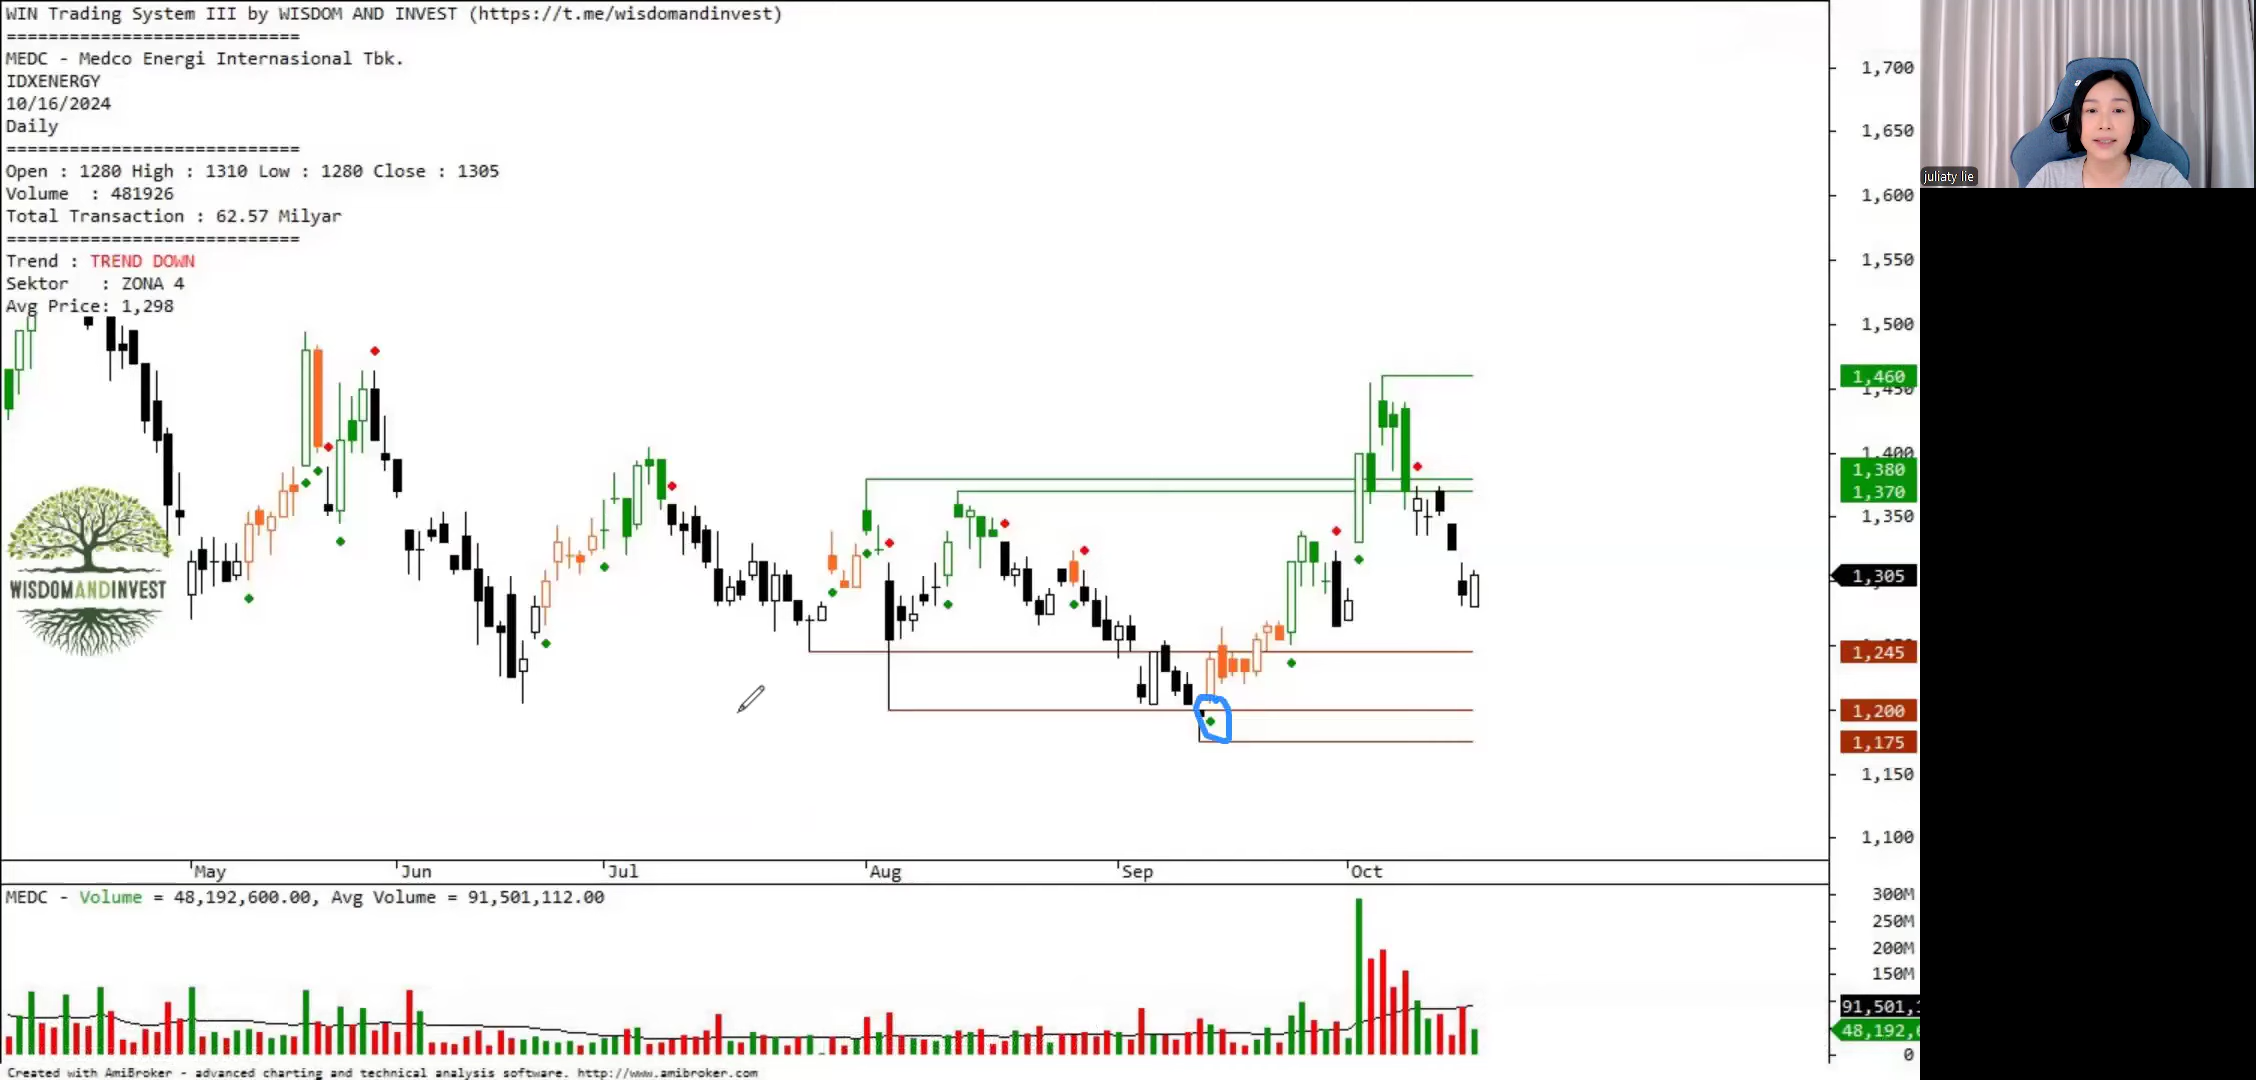 WIN Trading System III by WISDOM AND INVEST (https://t.me/wisdomandinvest)
============================
MEDC - Medco Energi Internasional Tbk.
IDXENERGY
10/16/2024
Daily
============================
Open : 1280 High : 1310 Low : 1280 Close : 1305
Volume : 481926
Total Transaction : 62.57 Milyar
============================
Trend : TREND DOWN
Sektor : ZONA 4
Avg Price: 1,298
WISDOMANDINVEST
juliaty lie
1,700
1,650
1,600
1,550
1,500
1,460
1,450
1,400
1,380
1,370
1,350
1,305
1,245
1,200
1,175
1,150
1,100
May
Jun
Jul
Aug
Sep
Oct
MEDC - Volume = 48,192,600.00, Avg Volume = 91,501,112.00
300M
250M
200M
150M
91,501,
48,192,
0
Created with AmiBroker - advanced charting and technical analysis software. http://www.amibroker.com